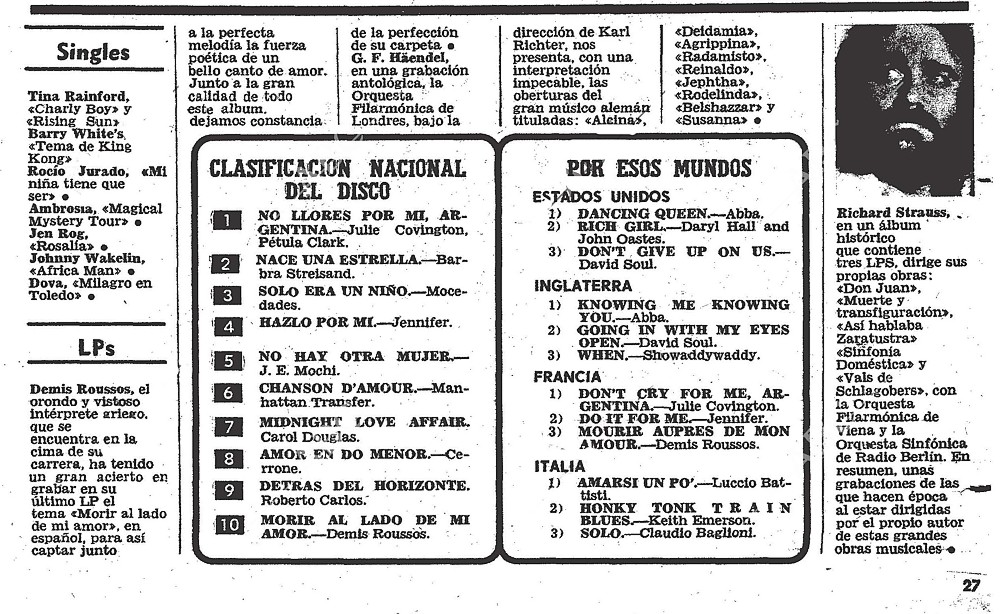 Singles
Tina Rainford,
«Charly Boy» y
«Rising Sun»
Barry White's,
«Tema de King
Kong»
Rocío Jurado, «Mi
niña tiene que
ser» ●
Ambrosia, «Magical
Mystery Tour» ●
Jen Rog,
«Rosalía» ●
Johnny Wakelin,
«Africa Man» ●
Dova, «Milagro en
Toledo» ●
LPs
Demis Roussos, el
orondo y vistoso
intérprete griego,
que se
encuentra en la
cima de su
carrera, ha tenido
un gran acierto en
grabar en su
último LP el
tema «Morir al lado
de mi amor», en
español, para así
captar junto
a la perfecta
melodía la fuerza
poética de un
bello canto de amor.
Junto a la gran
calidad de todo
este album,
dejamos constancia
de la perfección
de su carpeta ●
G. F. Häendel,
en una grabación
antológica, la
Orquesta
Filarmónica de
Londres, bajo la
dirección de Karl
Richter, nos
presenta, con una
interpretación
impecable, las
oberturas del
gran músico alemán
tituladas: «Alcina»,
«Deidamia»,
«Agrippina»,
«Radamisto»,
«Reinaldo»,
«Jephtha»,
«Rodelinda»,
«Belshazzar» y
«Susanna» ●
CLASIFICACION NACIONAL
DEL DISCO
1 NO LLORES POR MI, AR-
GENTINA.—Julie Covington,
Pétula Clark.
2 NACE UNA ESTRELLA.—Bar-
bra Streisand.
3 SOLO ERA UN NIÑO.—Moce-
dades.
4 HAZLO POR MI.—Jennifer.
5 NO HAY OTRA MUJER.—
J. E. Mochi.
6 CHANSON D'AMOUR.—Man-
hattan Transfer.
7 MIDNIGHT LOVE AFFAIR.
Carol Douglas.
8 AMOR EN DO MENOR.—Ce-
rrone.
9 DETRAS DEL HORIZONTE.
Roberto Carlos.
10 MORIR AL LADO DE MI
AMOR.—Demis Roussos.
POR ESOS MUNDOS
ESTADOS UNIDOS
1) DANCING QUEEN.—Abba.
2) RICH GIRL.—Daryl Hall and
John Oastes.
3) DON'T GIVE UP ON US.—
David Soul.
INGLATERRA
1) KNOWING ME KNOWING
YOU.—Abba.
2) GOING IN WITH MY EYES
OPEN.—David Soul.
3) WHEN.—Showaddywaddy.
FRANCIA
1) DON'T CRY FOR ME, AR-
GENTINA.—Julie Covington.
2) DO IT FOR ME.—Jennifer.
3) MOURIR AUPRES DE MON
AMOUR.—Demis Roussos.
ITALIA
1) AMARSI UN PO'.—Luccio Bat-
tisti.
2) HONKY TONK TRAIN
BLUES.—Keith Emerson.
3) SOLO.—Claudio Baglioni.
Richard Strauss,
en un álbum
histórico
que contiene
tres LPS, dirige sus
propias obras:
«Don Juan»,
«Muerte y
transfiguración»,
«Así hablaba
Zaratustra»
«Sinfonía
Doméstica» y
«Vals de
Schlagobers», con
la Orquesta
Filarmónica de
Viena y la
Orquesta Sinfónica
de Radio Berlín. En
resumen, unas
grabaciones de las
que hacen época
al estar dirigidas
por el propio autor
de estas grandes
obras musicales ●
27